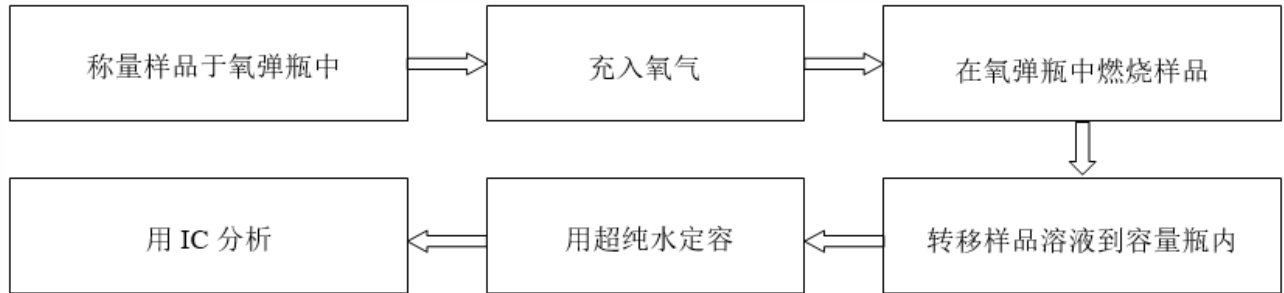 称量样品于氧弹瓶中
充入氧气
在氧弹瓶中燃烧样品
转移样品溶液到容量瓶内
用超纯水定容
用 IC 分析